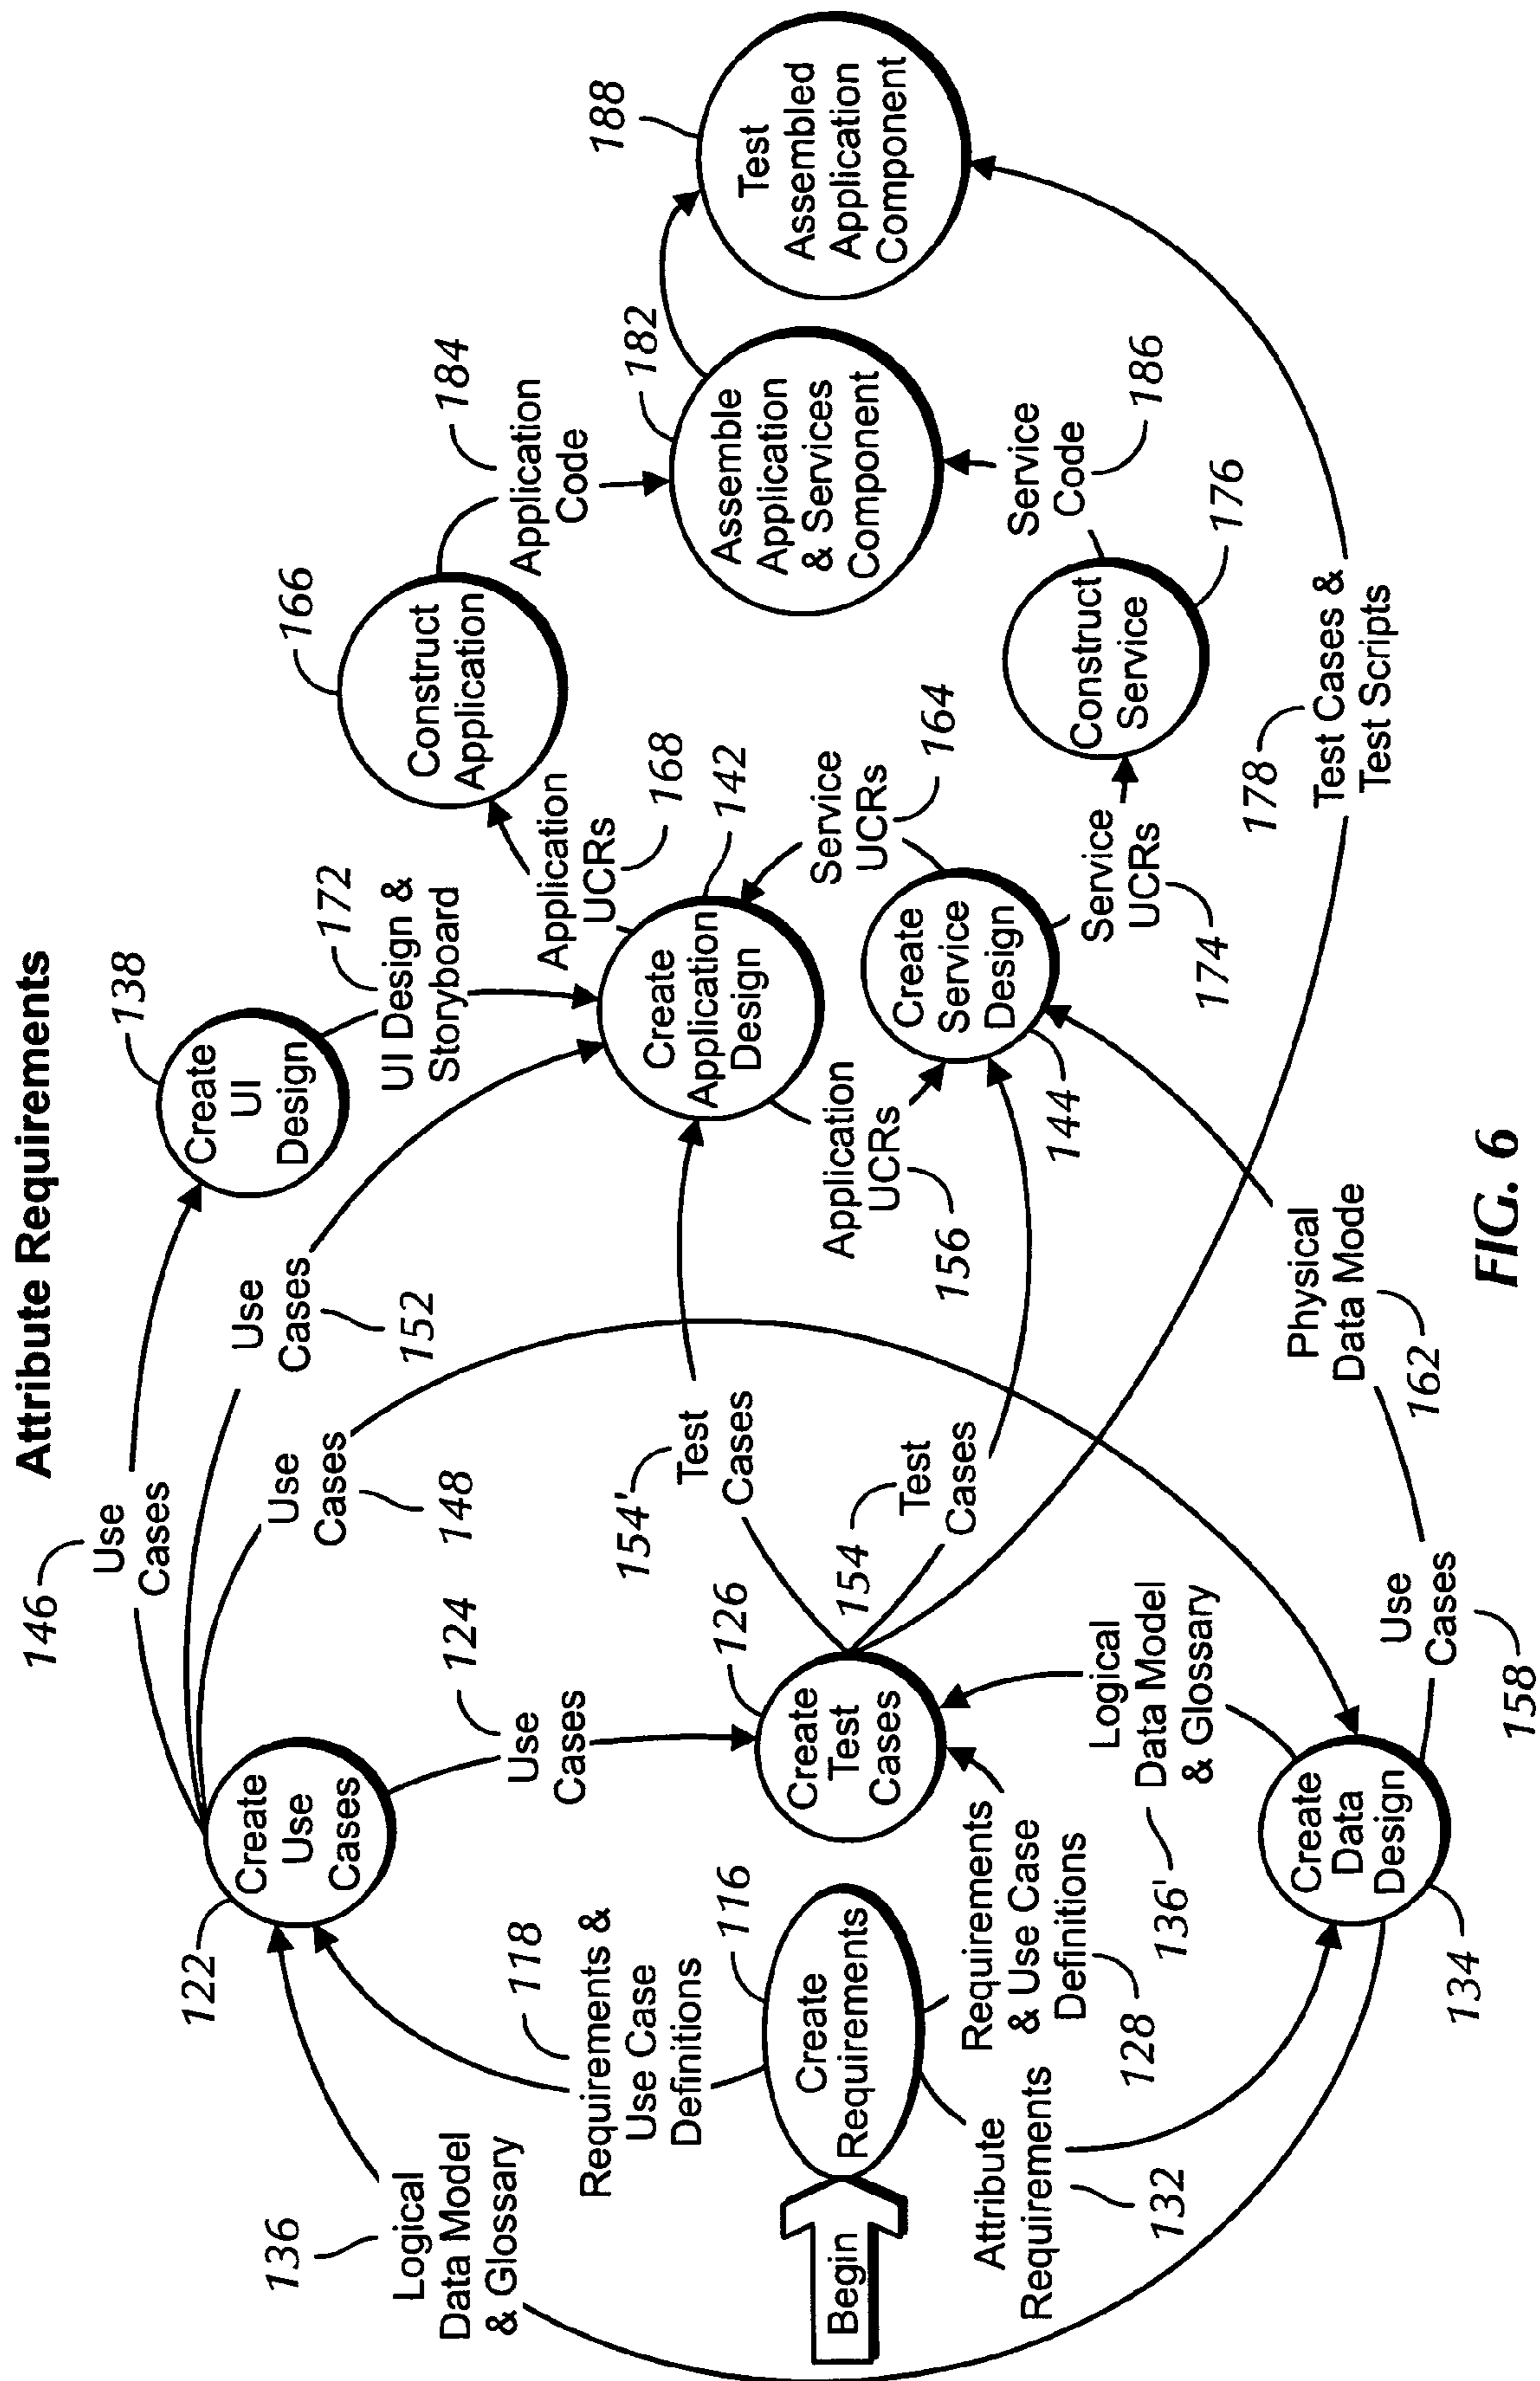 Attribute Requirements
146
Use
Cases
138
Create
UI
Design
Use
Cases
152
172
UI Design &
Storyboard
166
Construct
Application
184
Application
Code
188
Test
Assembled
Application
Component
122
Create
Use
Cases
Use
Cases
148
124
Use
Cases
154'
Test
Cases
Application
UCRs
168
142
Create
Application
Design
182
Assemble
Application
& Services
Component
136
Logical
Data Model
& Glossary
118
Requirements &
Use Case
Definitions
116
Create
Requirements
Begin
126
Create
Test
Cases
154
Test
Cases
Application
UCRs
156
Service
UCRs
164
Create
Service
Design
144
Service
Code
186
Attribute
Requirements
132
Requirements
& Use Case
Definitions
128
Logical
Data Model
& Glossary
136'
Service
UCRs
174
Construct
Service
176
Create
Data
Design
134
Use
Cases
158
Physical
Data Mode
162
178
Test Cases &
Test Scripts
FIG. 6